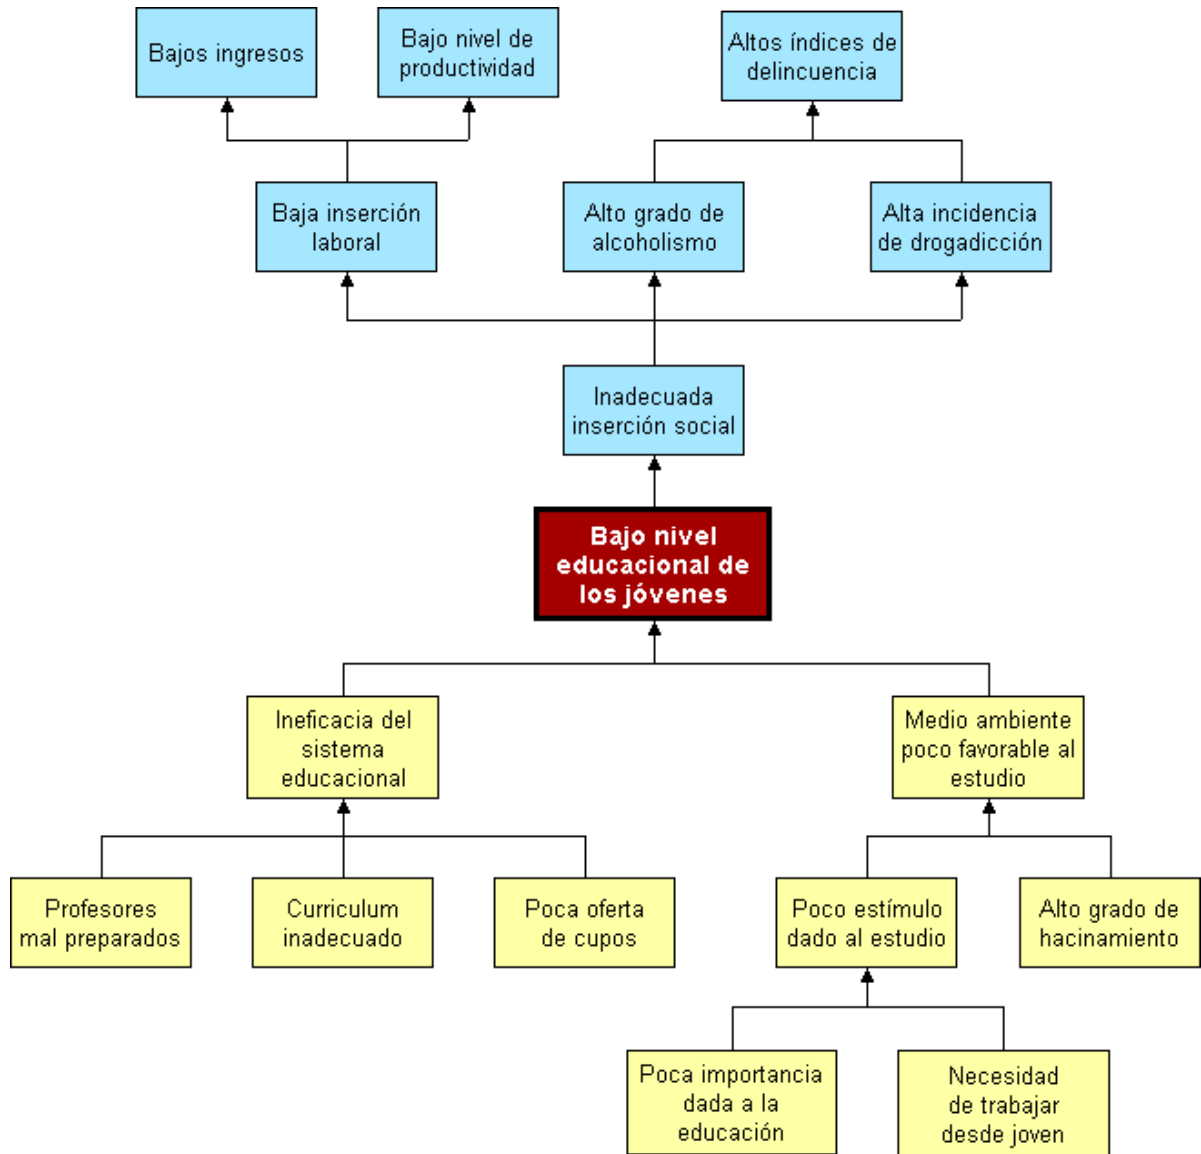 Bajos ingresos
Bajo nivel de
productividad
Altos índices de
delincuencia
Baja inserción
laboral
Alto grado de
alcoholismo
Alta incidencia
de drogadicción
Inadecuada
inserción social
Bajo nivel
educacional de
los jóvenes
Ineficacia del
sistema
educacional
Medio ambiente
poco favorable al
estudio
Profesores
mal preparados
Curriculum
inadecuado
Poca oferta
de cupos
Poco estímulo
dado al estudio
Alto grado de
hacinamiento
Poca importancia
dada a la
educación
Necesidad
de trabajar
desde joven